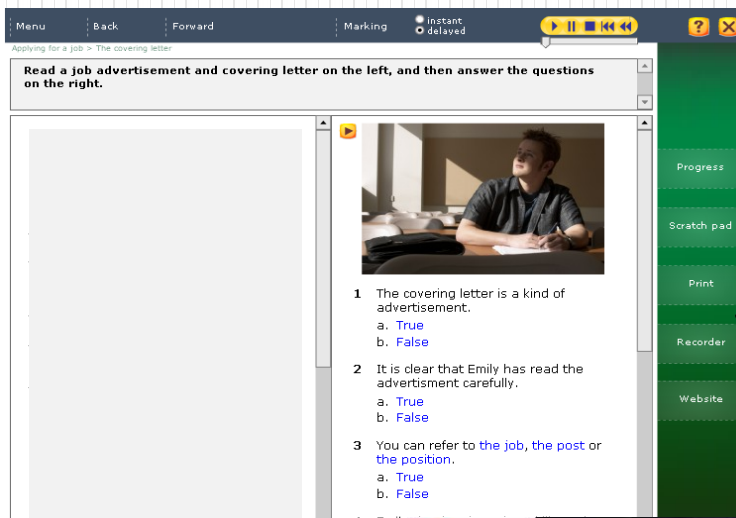 Menu Back Forward Marking instant
delayed
Applying for a job > The covering letter
Read a job advertisement and covering letter on the left, and then answer the questions
on the right.
1 The covering letter is a kind of
advertisement.
a. True
b. False
2 It is clear that Emily has read the
advertisment carefully.
a. True
b. False
3 You can refer to the job, the post or
the position.
a. True
b. False
Progress
Scratch pad
Print
Recorder
Website